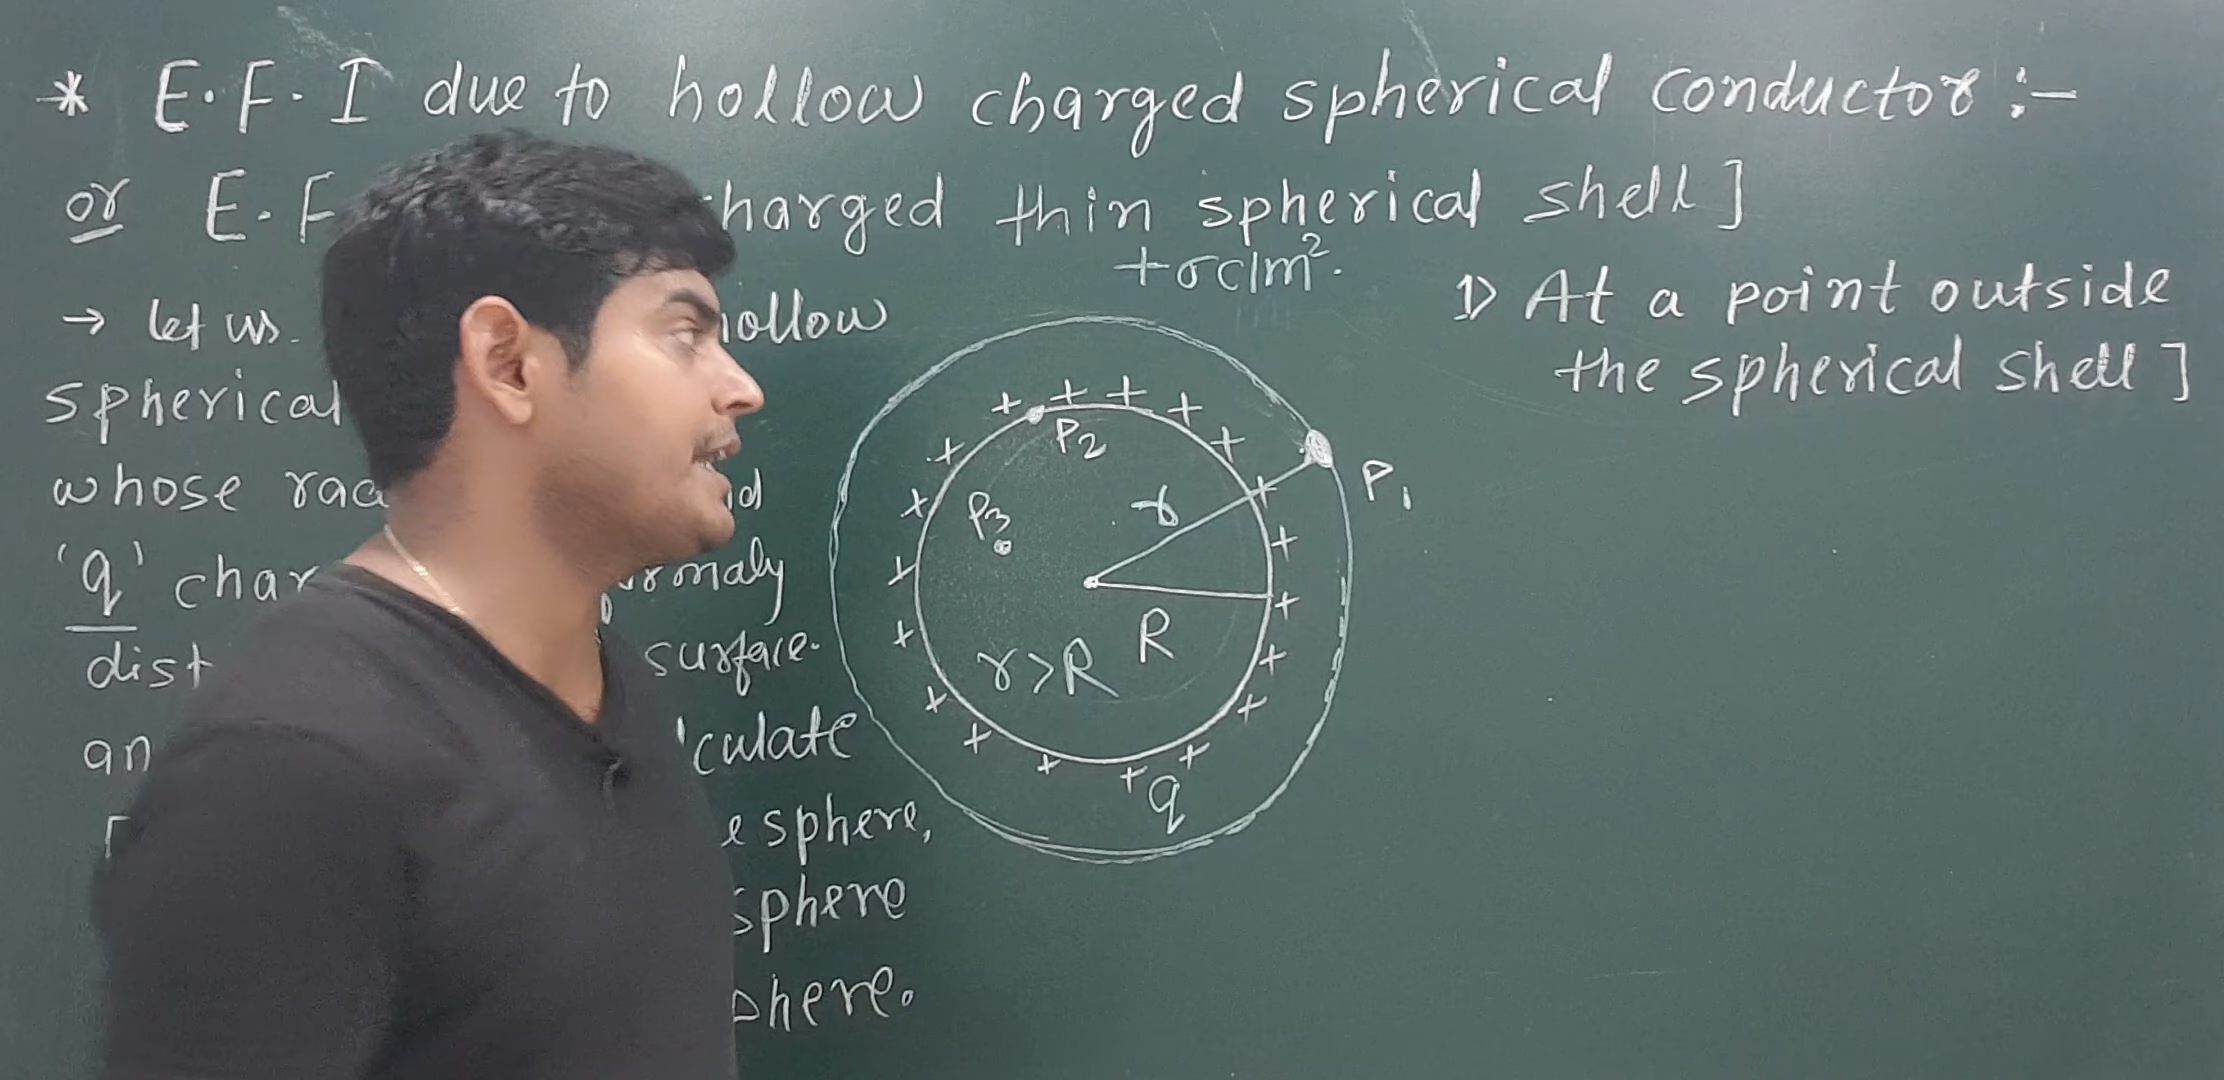 * E.F.I due to hollow charged spherical conductor :-
or E.F harged thin spherical shell ]
→ let us. hollow
spherical
whose rad
'q' char
dist surface.
an culate
e sphere,
sphere
phere.
+σc/m².
P₂
P₃
r
P₁
R
r>R
q
1> At a point outside
the spherical shell ]